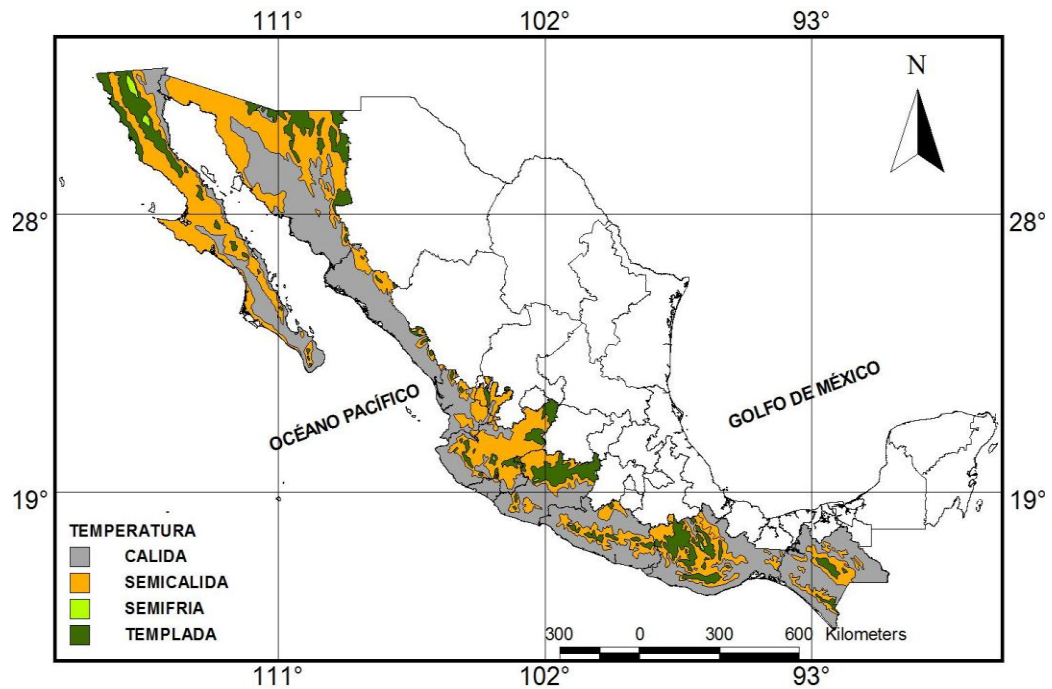 111° 102° 93°
N
28° 28°
OCÉANO PACÍFICO
GOLFO DE MÉXICO
19° 19°
TEMPERATURA
CALIDA
SEMICALIDA
SEMIFRIA
TEMPLADA
300 0 300 600 Kilometers
111° 102° 93°